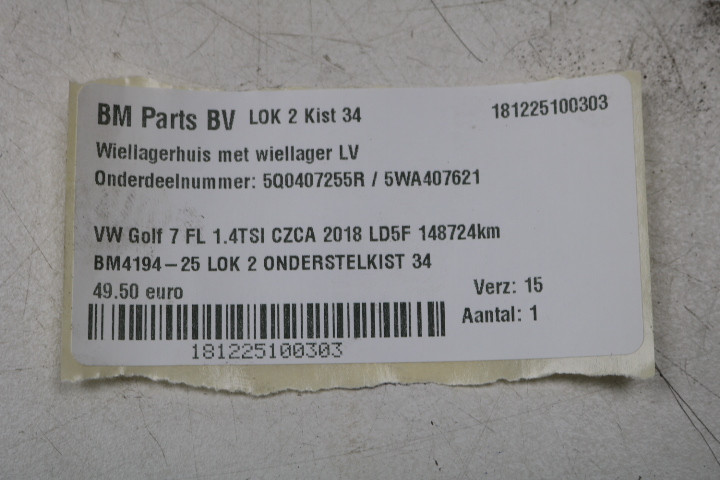 BM Parts BV LOK 2 Kist 34 181225100303
Wiellagerhuis met wiellager LV
Onderdeelnummer: 5Q0407255R / 5WA407621
VW Golf 7 FL 1.4TSI CZCA 2018 LD5F 148724km
BM4194-25 LOK 2 ONDERSTELKIST 34
49.50 euro Verz: 15
Aantal: 1
181225100303